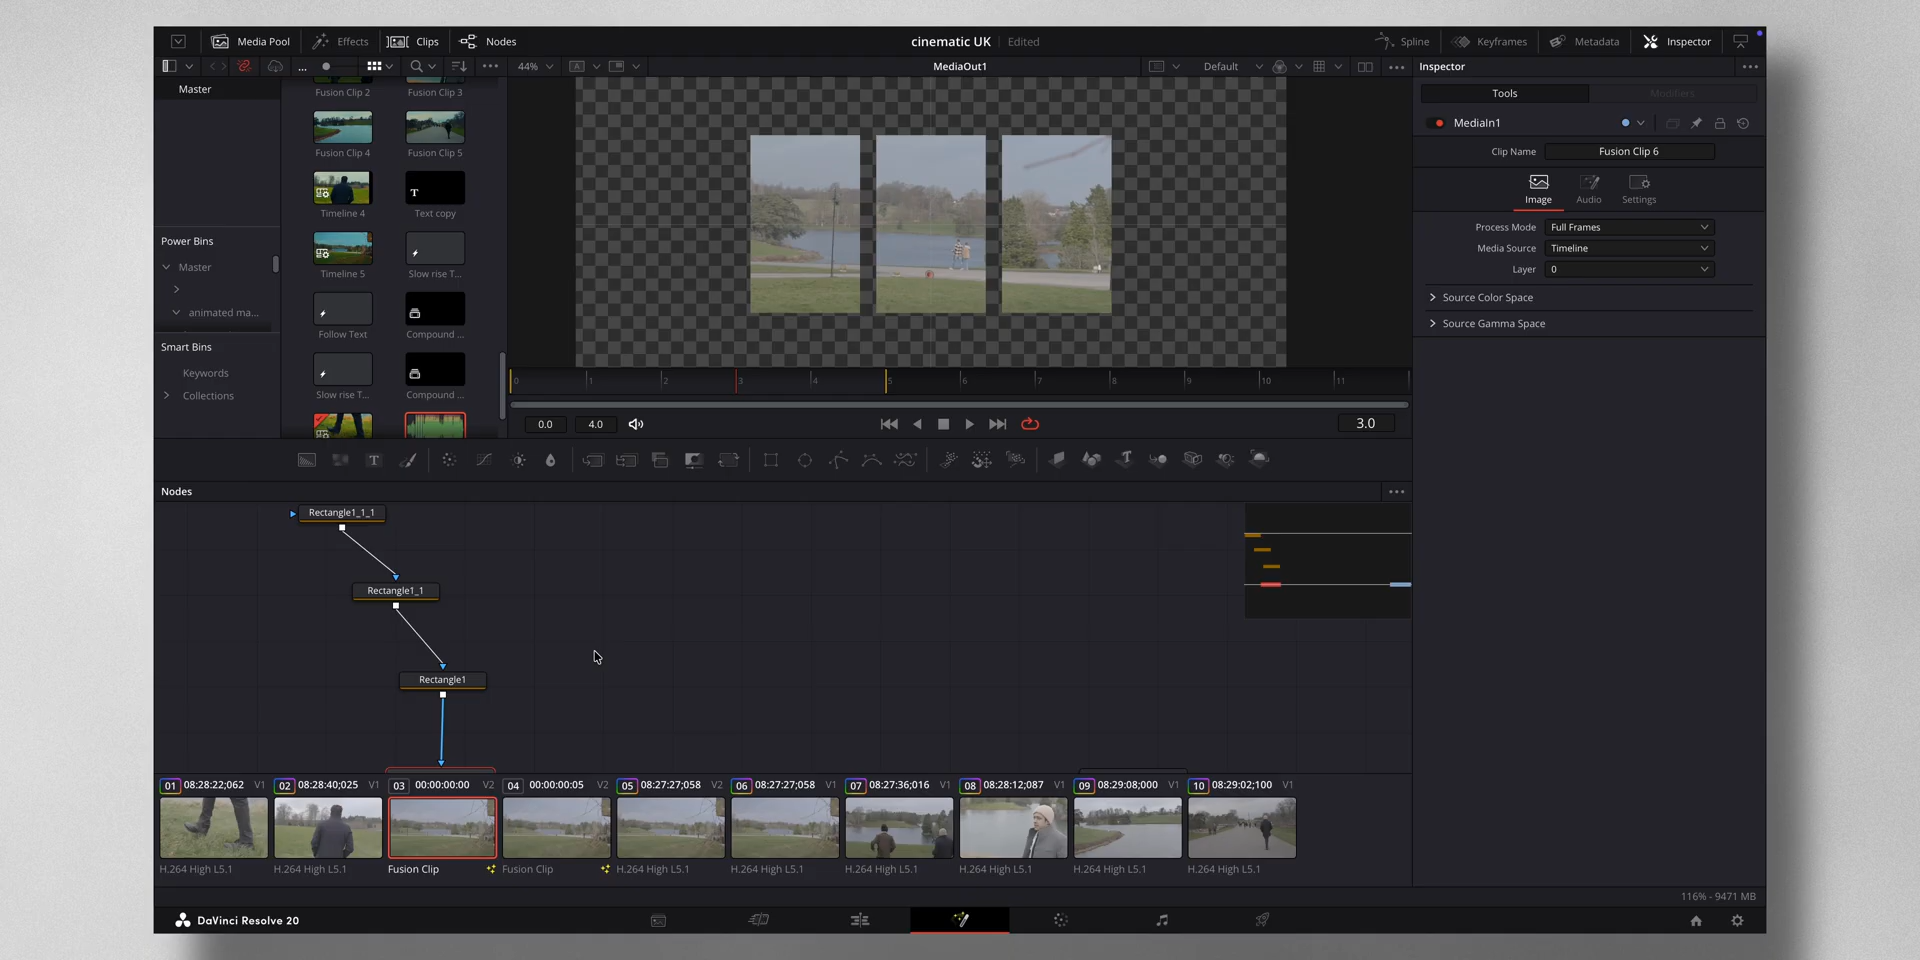 Media Pool
Effects
Clips
Nodes
cinematic UK
Edited
Spline
Keyframes
Metadata
Inspector
44%
MediaOut1
Default
Inspector
Master
Fusion Clip 2
Fusion Clip 3
Fusion Clip 4
Fusion Clip 5
Timeline 4
T
Text copy
Timeline 5
Slow rise T...
Follow Text
Compound ...
Slow rise T...
Compound ...
Power Bins
Master
animated ma...
Smart Bins
Keywords
Collections
0
1
2
3
4
5
6
7
8
9
10
11
0.0
4.0
3.0
Tools
Modifiers
MediaIn1
Clip Name
Fusion Clip 6
Image
Audio
Settings
Process Mode
Full Frames
Media Source
Timeline
Layer
0
Source Color Space
Source Gamma Space
Nodes
Rectangle1_1_1
Rectangle1_1
Rectangle1
01 08:28:22;062 V1
02 08:28:40;025 V1
03 00:00:00:00 V2
04 00:00:00:05 V2
05 08:27:27;058 V2
06 08:27:27;058 V1
07 08:27:36;016 V1
08 08:28:12;087 V1
09 08:29:08;000 V1
10 08:29:02;100 V1
H.264 High L5.1
H.264 High L5.1
Fusion Clip
Fusion Clip
H.264 High L5.1
H.264 High L5.1
H.264 High L5.1
H.264 High L5.1
H.264 High L5.1
H.264 High L5.1
116% - 9471 MB
DaVinci Resolve 20